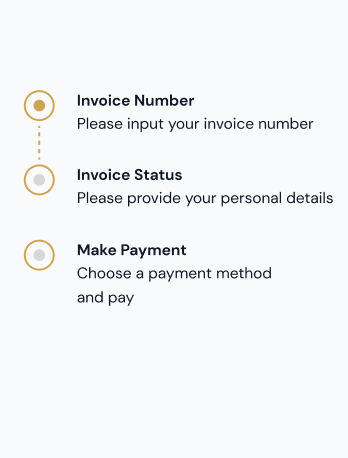 Invoice Number
Please input your invoice number
Invoice Status
Please provide your personal details
Make Payment
Choose a payment method
and pay